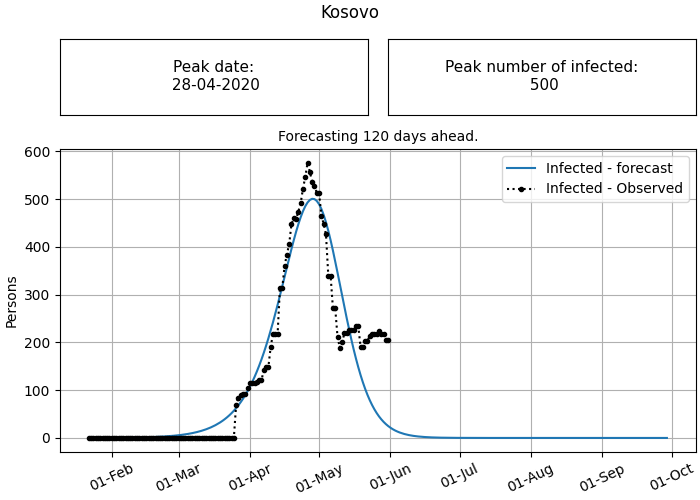 Kosovo
Peak date:
28-04-2020
Peak number of infected:
500
Forecasting 120 days ahead.
Infected - forecast
Infected - Observed
600
500
400
300
200
100
0
Persons
01-Feb
01-Mar
01-Apr
01-May
01-Jun
01-July
01-Aug
01-Sep
01-Oct